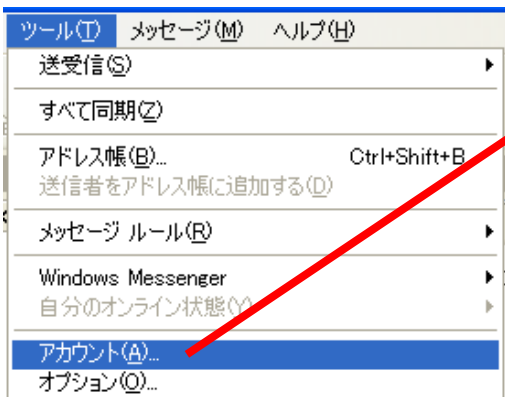 ツール(T) メッセージ(M) ヘルプ(H)
送受信(S)
すべて同期(Z)
アドレス帳(B)... Ctrl+Shift+B
送信者をアドレス帳に追加する(D)
メッセージ ルール(R)
Windows Messenger
自分のオンライン状態(Y)
アカウント(A)...
オプション(O)...